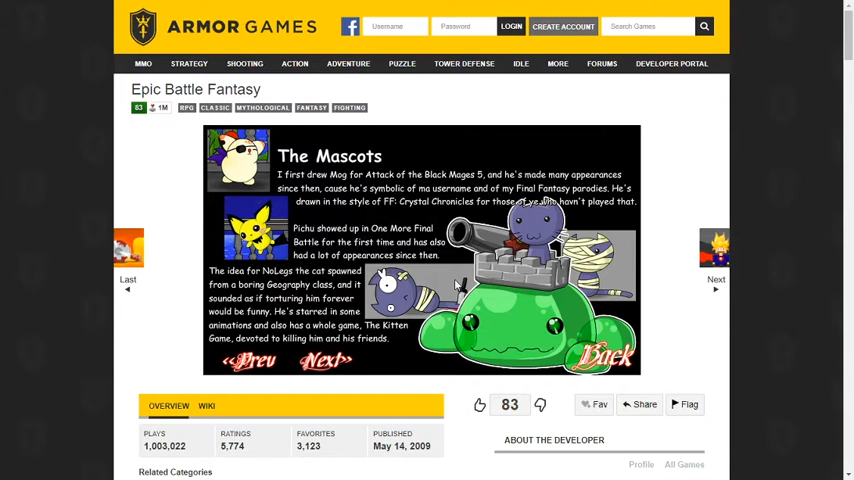 ARMOR GAMES
Username
Password
LOGIN
CREATE ACCOUNT
Search Games
MMO STRATEGY SHOOTING ACTION ADVENTURE PUZZLE TOWER DEFENSE IDLE MORE FORUMS DEVELOPER PORTAL
Epic Battle Fantasy
83 1M RPG CLASSIC MYTHOLOGICAL FANTASY FIGHTING
The Mascots
I first drew Mog for Attack of the Black Mages 5, and he's made many appearances
since then, cause he's symbolic of ma username and of my Final Fantasy parodies. He's
drawn in the style of FF: Crystal Chronicles for those of ye who havn't played that.
Pichu showed up in One More Final
Battle for the first time and has also
had a lot of appearances since then.
The idea for NoLegs the cat spawned
from a boring Geography class, and it
sounded as if torturing him forever
would be funny. He's starred in some
animations and also has a whole game, The Kitten
Game, devoted to killing him and his friends.
<<Prev Next>> Back
Last
Next
OVERVIEW WIKI
83
Fav Share Flag
PLAYS RATINGS FAVORITES PUBLISHED
1,003,022 5,774 3,123 May 14, 2009
ABOUT THE DEVELOPER
Profile All Games
Related Categories